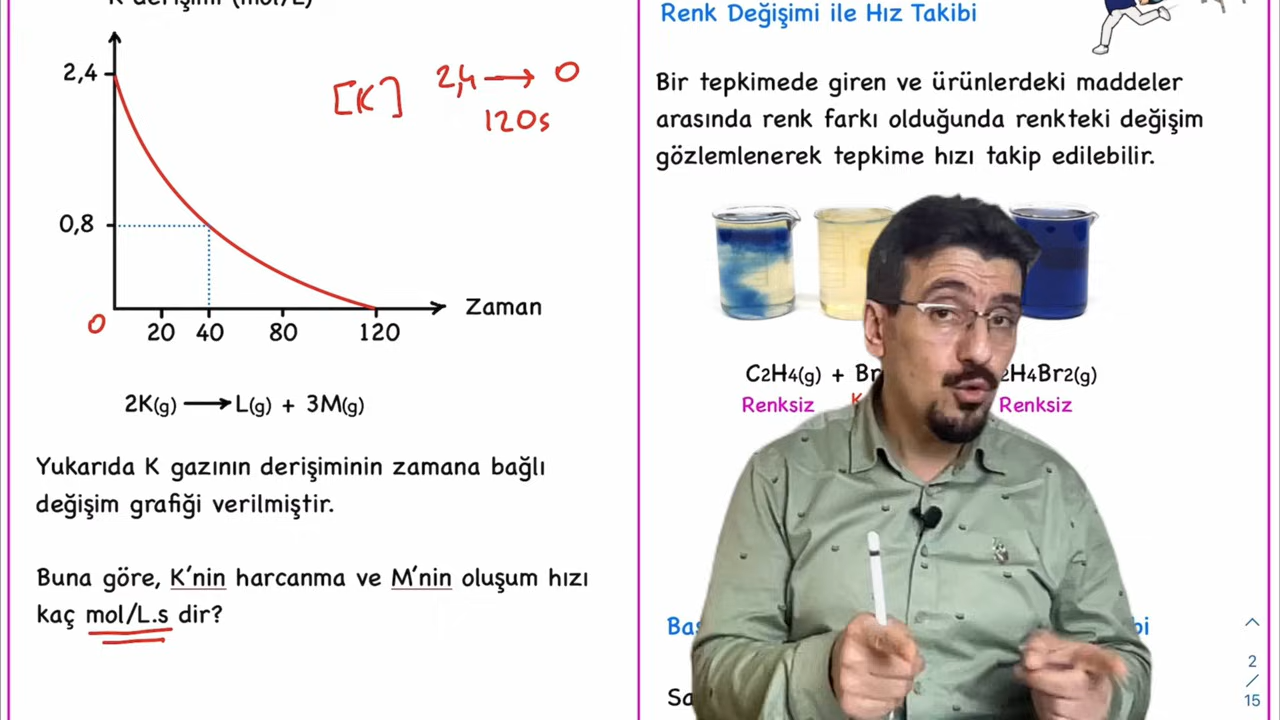 K derişimi (mol/L)
2,4
[K] 2,4 → 0
120s
0,8
Zaman
0
20 40 80 120
2K(g) → L(g) + 3M(g)
Yukarıda K gazının derişiminin zamana bağlı
değişim grafiği verilmiştir.
Buna göre, K'nin harcanma ve M'nin oluşum hızı
kaç mol/L.s dir?
Renk Değişimi ile Hız Takibi
Bir tepkimede giren ve ürünlerdeki maddeler
arasında renk farkı olduğunda renkteki değişim
gözlemlenerek tepkime hızı takip edilebilir.
C2H4(g) + Br 2H4Br2(g)
Renksiz K Renksiz
2
/
15